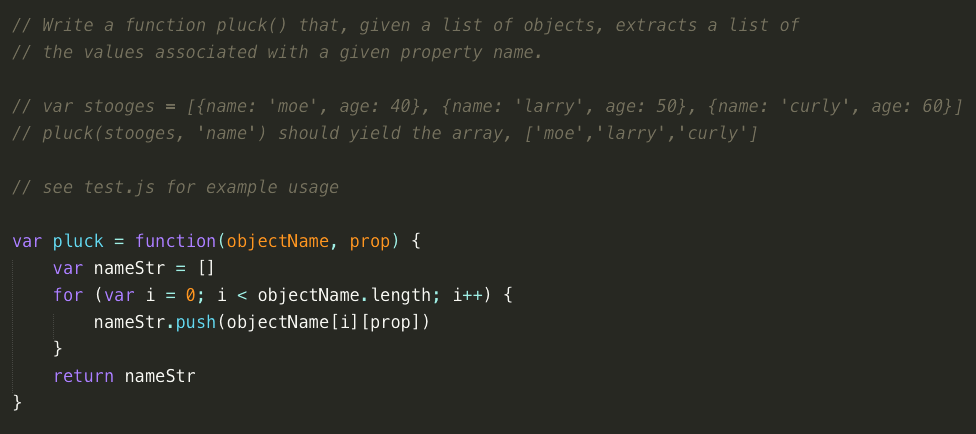 // Write a function pluck() that, given a list of objects, extracts a list of
// the values associated with a given property name.
// var stooges = [{name: 'moe', age: 40}, {name: 'larry', age: 50}, {name: 'curly', age: 60}]
// pluck(stooges, 'name') should yield the array, ['moe','larry','curly']
// see test.js for example usage
var pluck = function(objectName, prop) {
    var nameStr = []
    for (var i = 0; i < objectName.length; i++) {
        nameStr.push(objectName[i][prop])
    }
    return nameStr
}